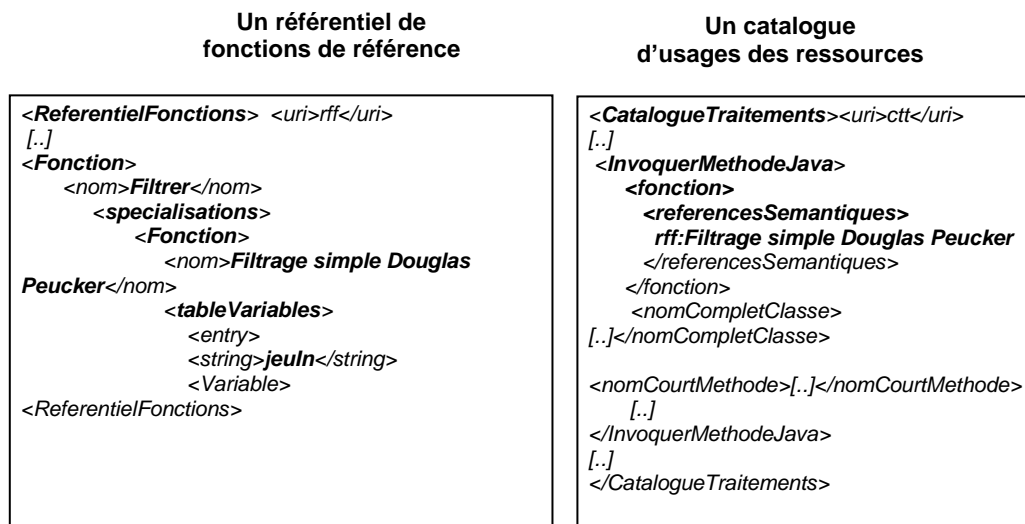 Un référentiel de
fonctions de référence
<ReferentielFonctions> <uri>rff</uri>
[..]
<Fonction>
<nom>Filtrer</nom>
<specialisations>
<Fonction>
<nom>Filtrage simple Douglas
Peucker</nom>
<tableVariables>
<entry>
<string>jeuIn</string>
<Variable>
<ReferentielFonctions>
Un catalogue
d’usages des ressources
<CatalogueTraitements><uri>ctt</uri>
[..]
<InvoquerMethodeJava>
<fonction>
<referencesSemantiques>
rff:Filtrage simple Douglas Peucker
</referencesSemantiques>
</fonction>
<nomCompletClasse>
[..]</nomCompletClasse>
<nomCourtMethode>[..]</nomCourtMethode>
[..]
</InvoquerMethodeJava>
[..]
</CatalogueTraitements>